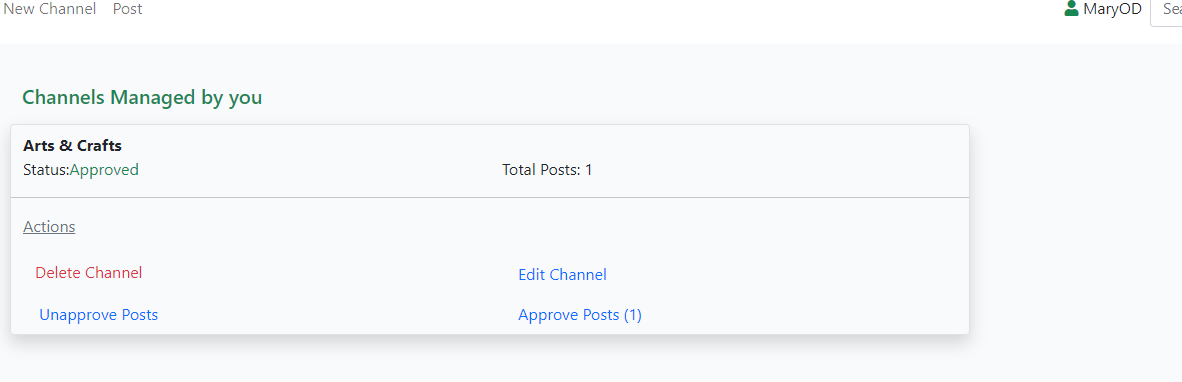 New Channel Post MaryOD Sea
Channels Managed by you
Arts & Crafts
Status:Approved Total Posts: 1
Actions
Delete Channel Edit Channel
Unapprove Posts Approve Posts (1)